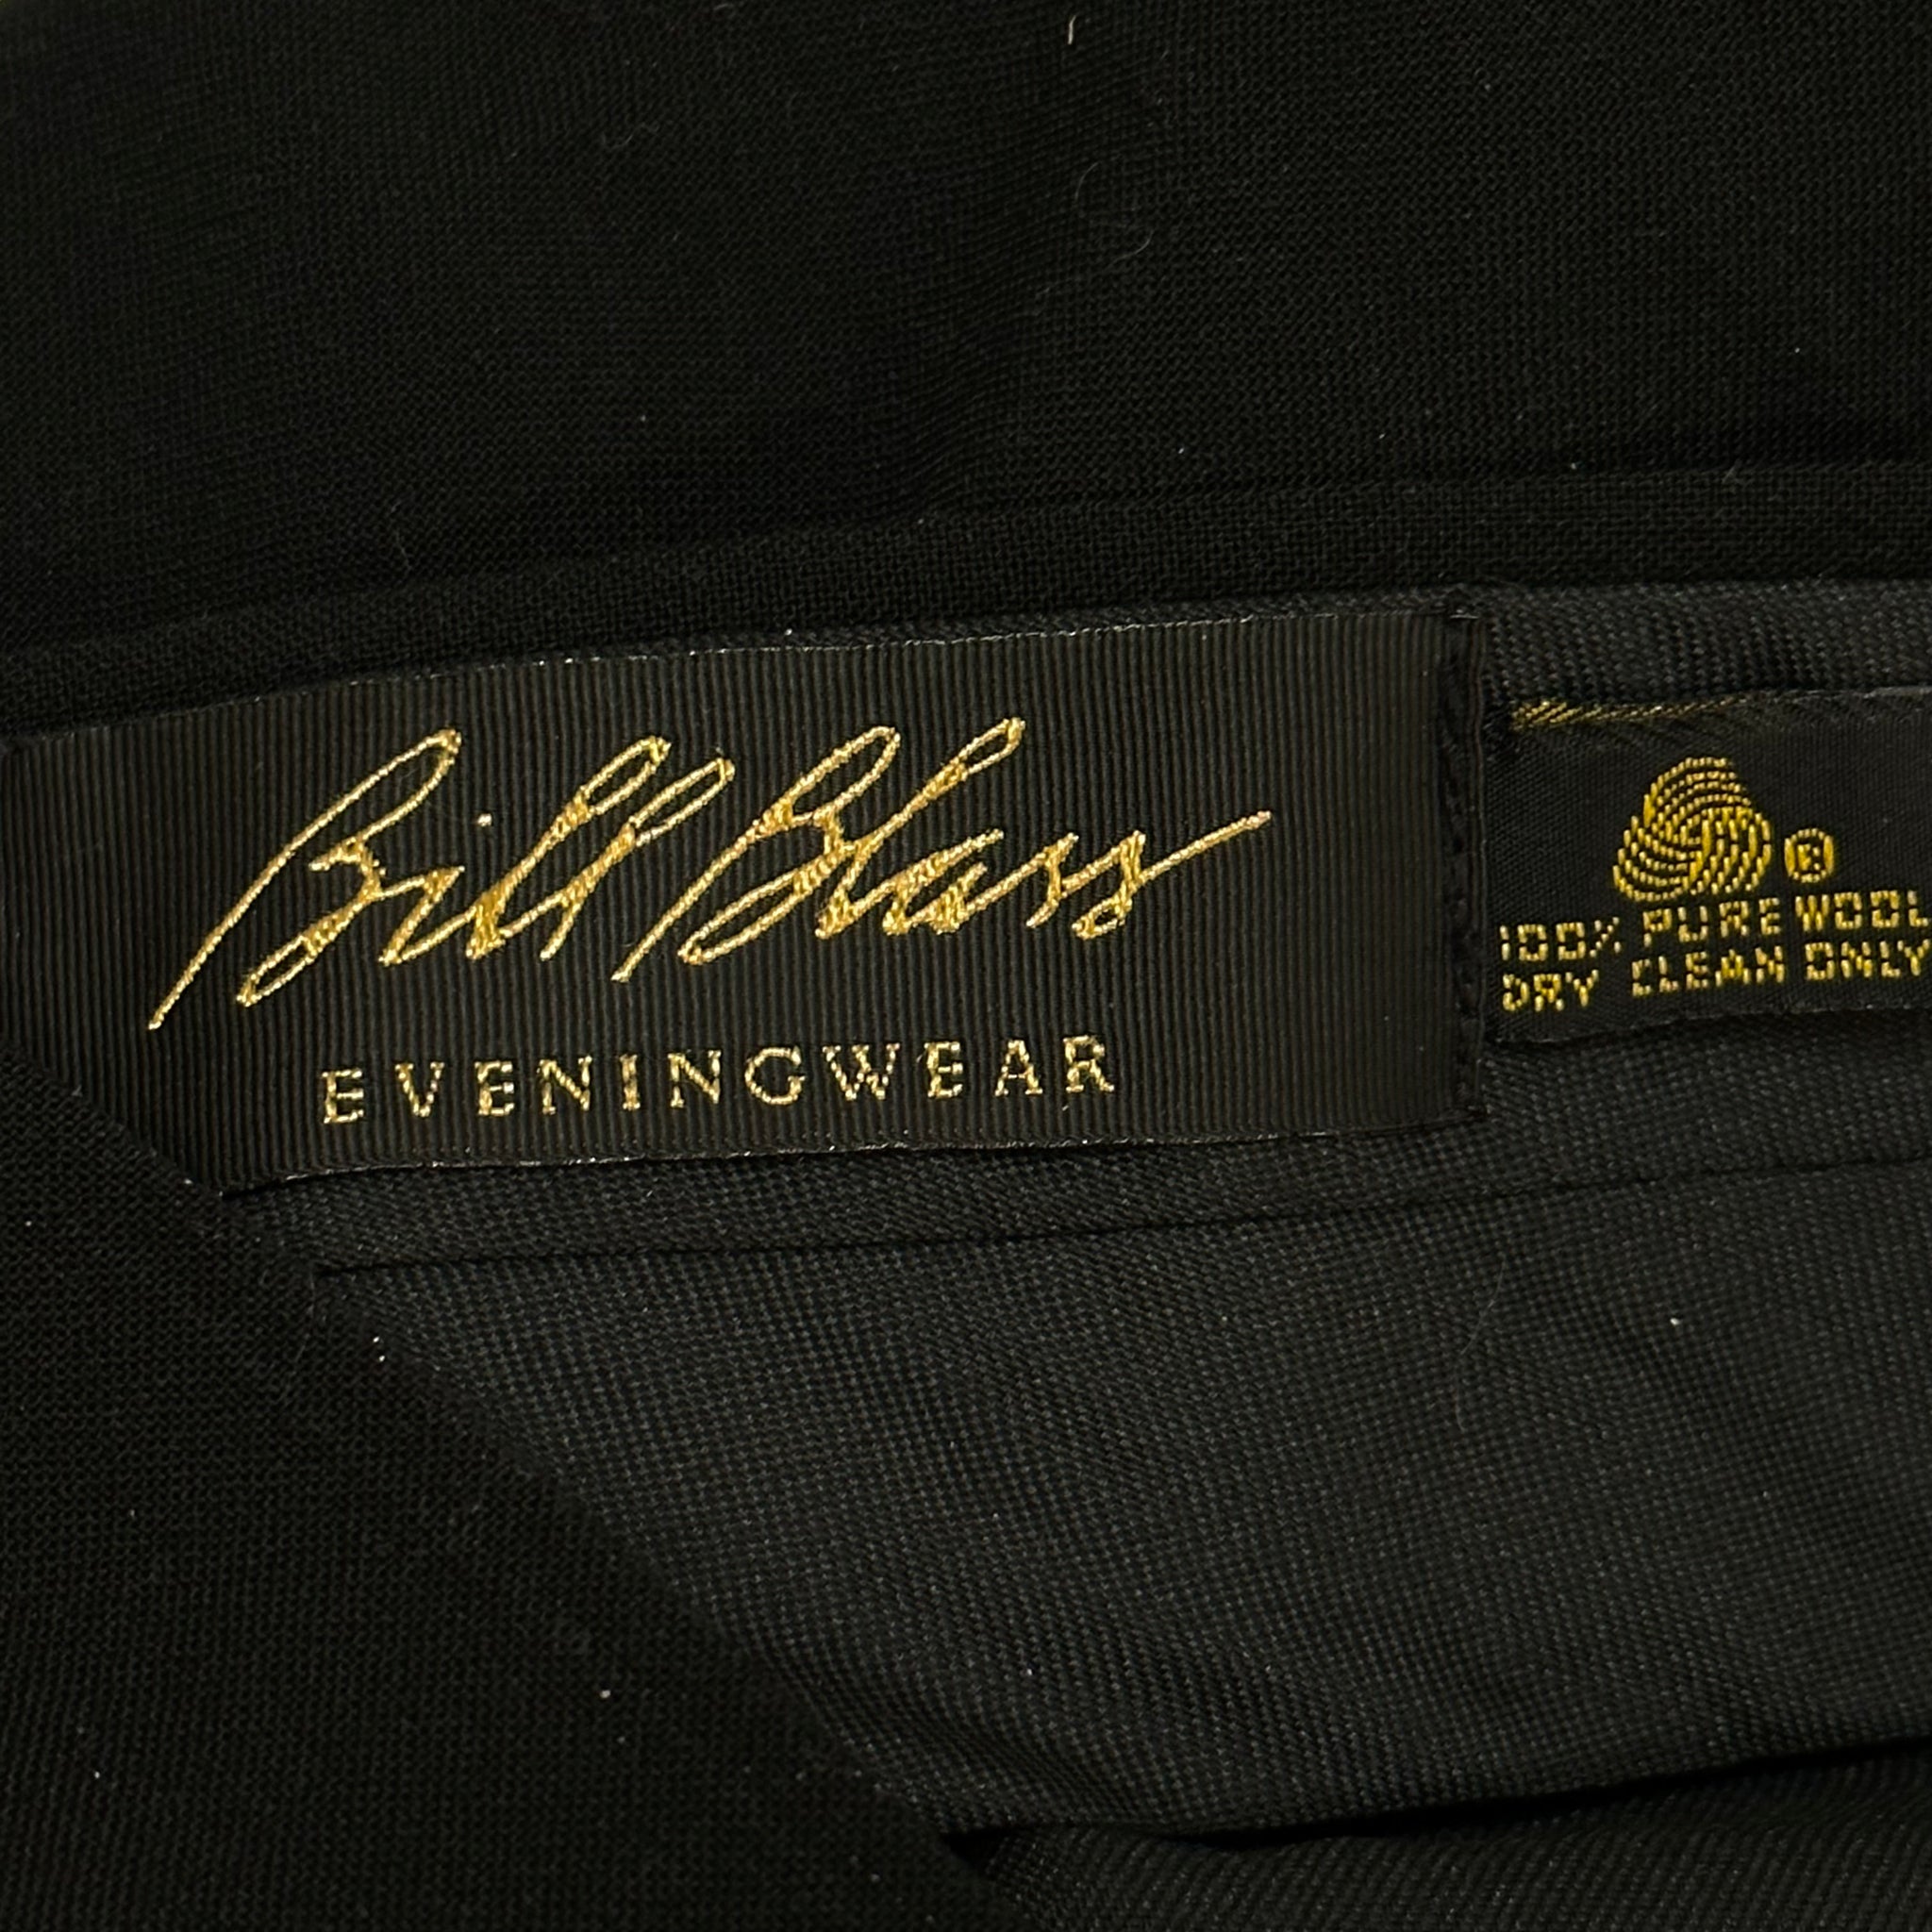 Bill Blass
EVENINGWEAR
®
100% PURE WOOL
DRY CLEAN ONLY